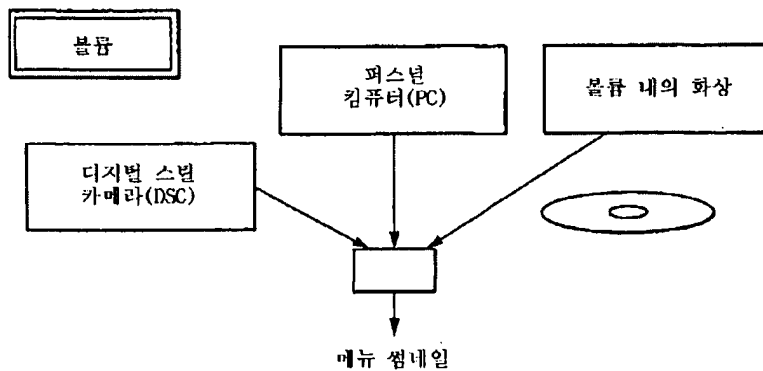 볼륨
퍼스널
컴퓨터(PC)
볼륨 내의 화상
디지털 스틸
카메라(DSC)
메뉴 썸네일